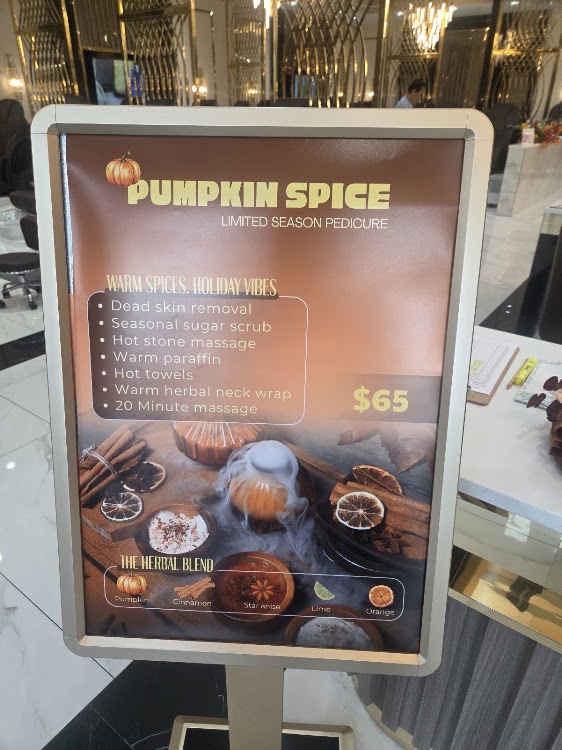 PUMPKIN SPICE
LIMITED SEASON PEDICURE
WARM SPICES, HOLIDAY VIBES
• Dead skin removal
• Seasonal sugar scrub
• Hot stone massage
• Warm paraffin
• Hot towels
• Warm herbal neck wrap
• 20 Minute massage
$65
THE HERBAL BLEND
Pumpkin Cinnamon Star anise Lime Orange